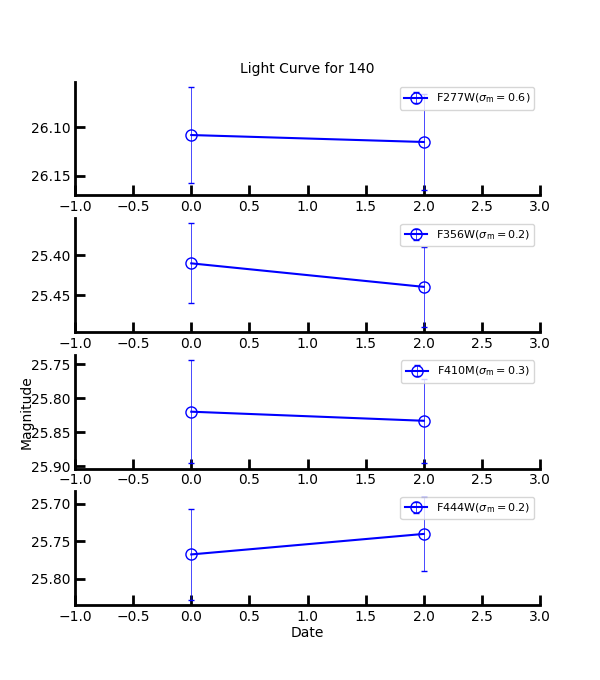 Light Curve for 140
F277W(σm = 0.6)
26.10
26.15
−1.0 −0.5 0.0 0.5 1.0 1.5 2.0 2.5 3.0
F356W(σm = 0.2)
25.40
25.45
−1.0 −0.5 0.0 0.5 1.0 1.5 2.0 2.5 3.0
F410M(σm = 0.3)
25.75
25.80
25.85
25.90
Magnitude
−1.0 −0.5 0.0 0.5 1.0 1.5 2.0 2.5 3.0
F444W(σm = 0.2)
25.70
25.75
25.80
−1.0 −0.5 0.0 0.5 1.0 1.5 2.0 2.5 3.0
Date